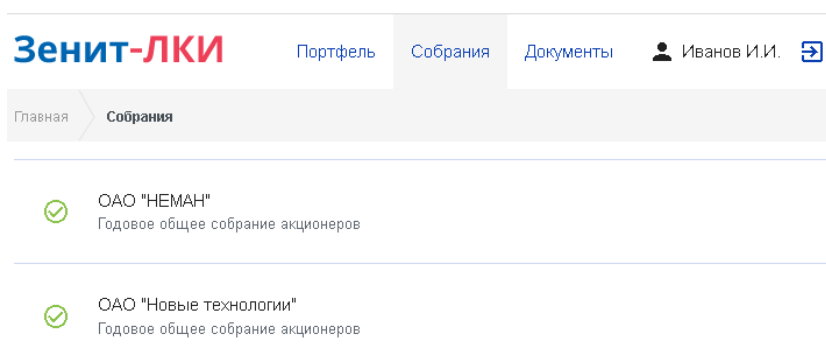 Зенит-ЛКИ Портфель Собрания Документы Иванов И.И.
Главная Собрания
ОАО "НЕМАН"
Годовое общее собрание акционеров
ОАО "Новые технологии"
Годовое общее собрание акционеров